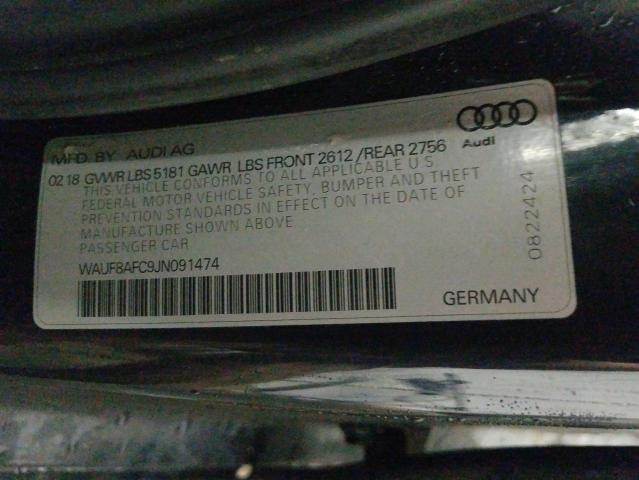 MFD BY AUDI AG
Audi
02 18 GVWR LBS 5181 GAWR LBS FRONT 2612 /REAR 2756
THIS VEHICLE CONFORMS TO ALL APPLICABLE U S
FEDERAL MOTOR VEHICLE SAFETY, BUMPER AND THEFT
PREVENTION STANDARDS IN EFFECT ON THE DATE OF
MANUFACTURE SHOWN ABOVE
PASSENGER CAR
WAUF8AFC9JN091474
0822424
GERMANY